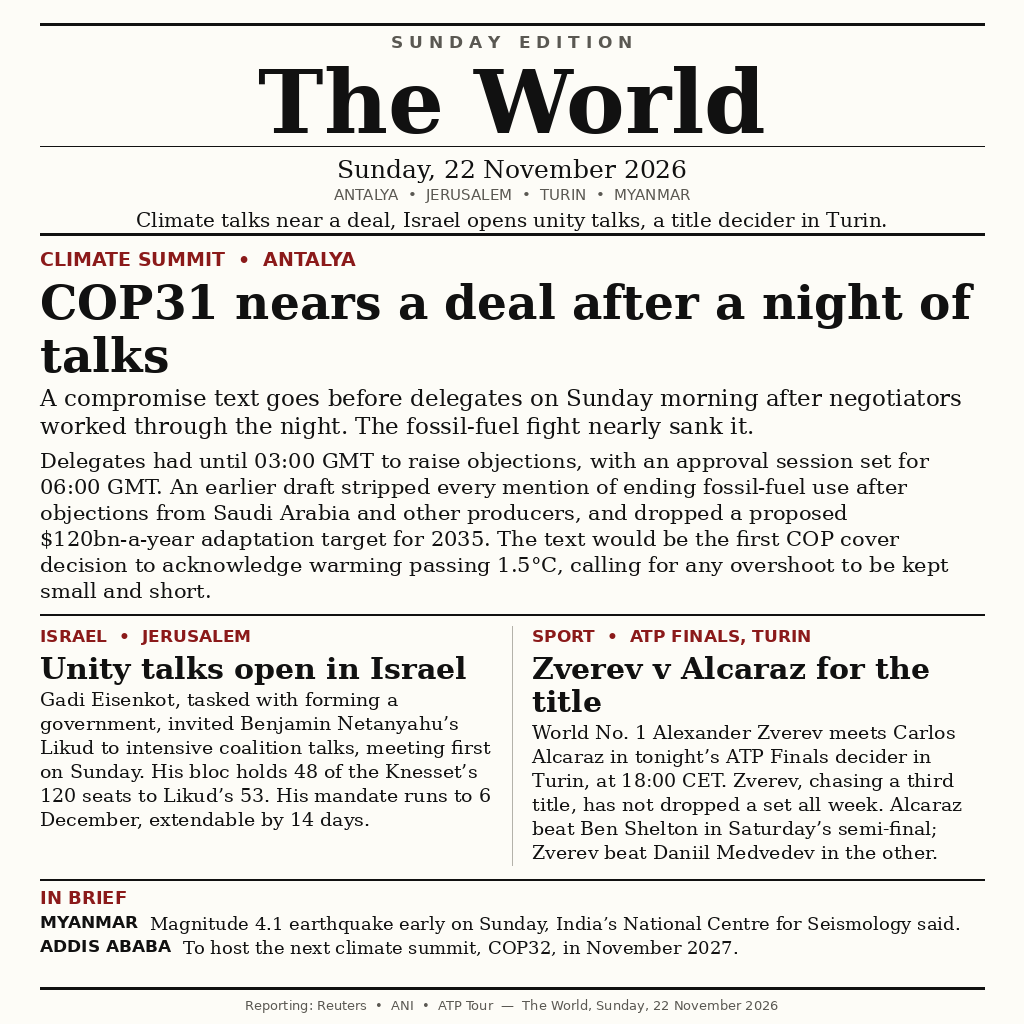 SUNDAY EDITION
The World
Sunday, 22 November 2026
ANTALYA • JERUSALEM • TURIN • MYANMAR
Climate talks near a deal, Israel opens unity talks, a title decider in Turin.
CLIMATE SUMMIT • ANTALYA
COP31 nears a deal after a night of
talks
A compromise text goes before delegates on Sunday morning after negotiators
worked through the night. The fossil-fuel fight nearly sank it.
Delegates had until 03:00 GMT to raise objections, with an approval session set for
06:00 GMT. An earlier draft stripped every mention of ending fossil-fuel use after
objections from Saudi Arabia and other producers, and dropped a proposed
$120bn-a-year adaptation target for 2035. The text would be the first COP cover
decision to acknowledge warming passing 1.5°C, calling for any overshoot to be kept
small and short.
ISRAEL • JERUSALEM
Unity talks open in Israel
Gadi Eisenkot, tasked with forming a
government, invited Benjamin Netanyahu’s
Likud to intensive coalition talks, meeting first
on Sunday. His bloc holds 48 of the Knesset’s
120 seats to Likud’s 53. His mandate runs to 6
December, extendable by 14 days.
SPORT • ATP FINALS, TURIN
Zverev v Alcaraz for the
title
World No. 1 Alexander Zverev meets Carlos
Alcaraz in tonight’s ATP Finals decider in
Turin, at 18:00 CET. Zverev, chasing a third
title, has not dropped a set all week. Alcaraz
beat Ben Shelton in Saturday’s semi-final;
Zverev beat Daniil Medvedev in the other.
IN BRIEF
MYANMAR Magnitude 4.1 earthquake early on Sunday, India’s National Centre for Seismology said.
ADDIS ABABA To host the next climate summit, COP32, in November 2027.
Reporting: Reuters • ANI • ATP Tour — The World, Sunday, 22 November 2026